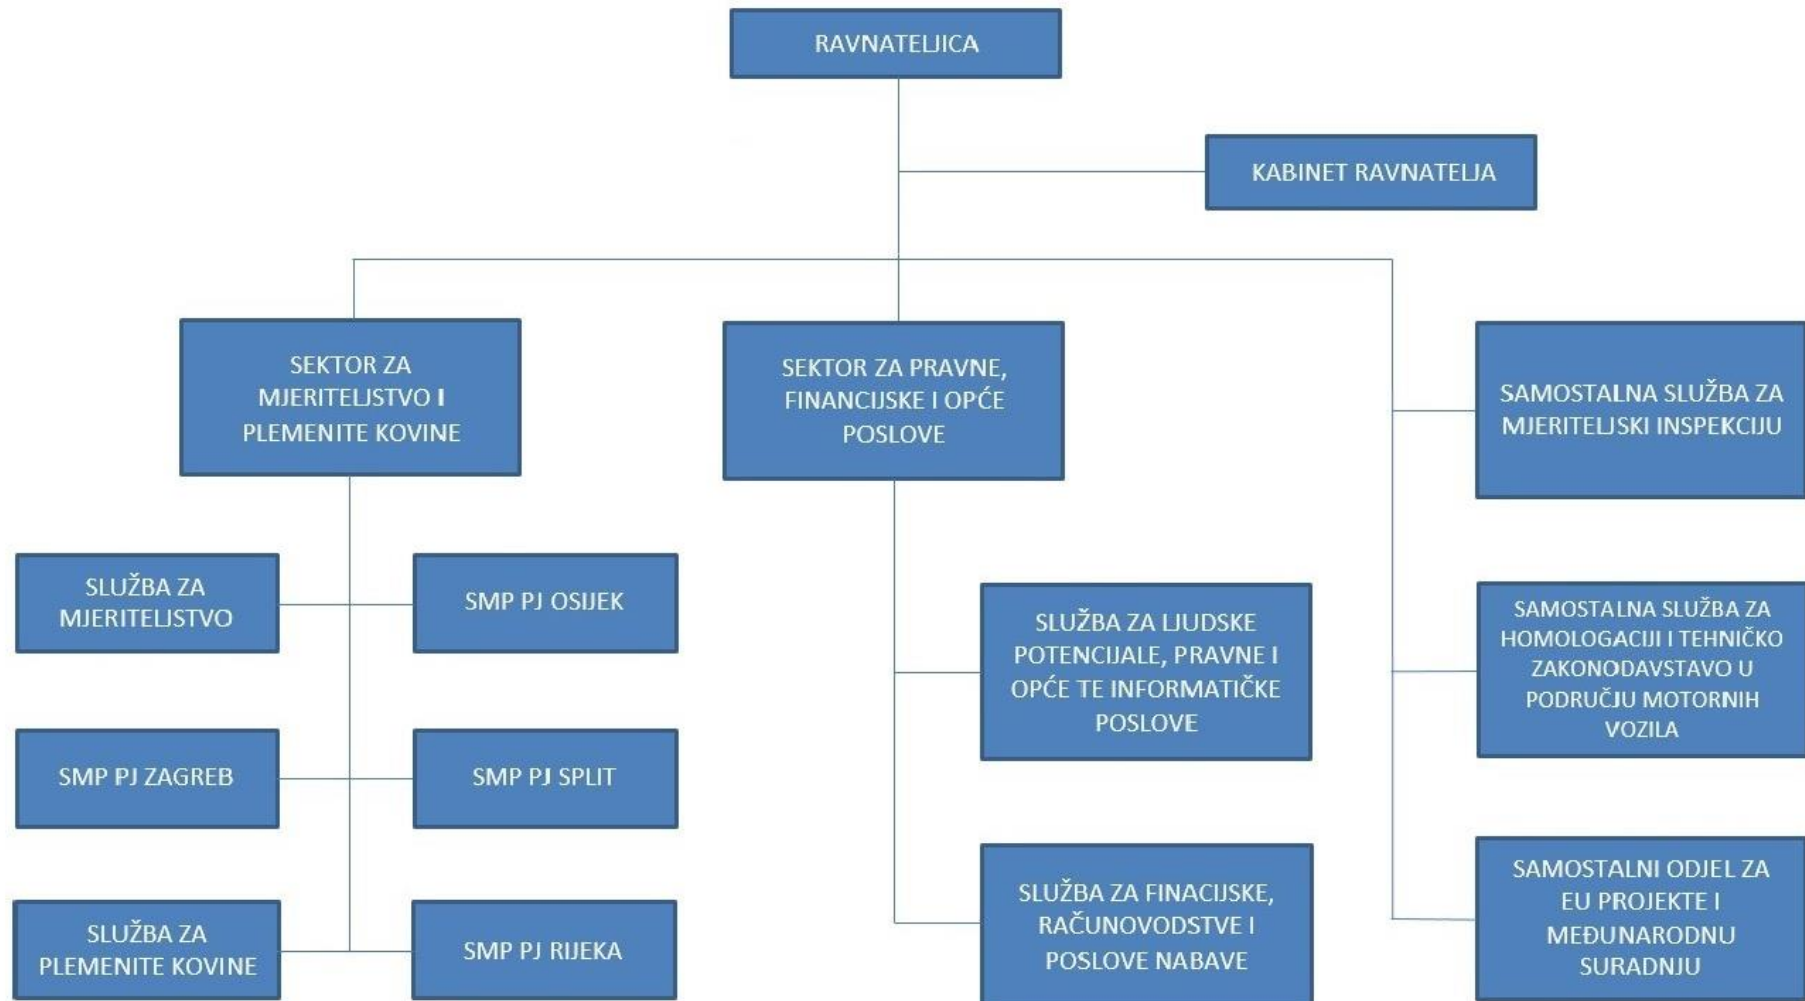 RAVNATELJICA
KABINET RAVNATELJA
SEKTOR ZA
MJERITELJSTVO I
PLEMENITE KOVINE
SEKTOR ZA PRAVNE,
FINANCIJSKE I OPĆE
POSLOVE
SAMOSTALNA SLUŽBA ZA
MJERITELJSKI INSPEKCIJU
SLUŽBA ZA
MJERITELJSTVO
SMP PJ OSIJEK
SLUŽBA ZA LJUDSKE
POTENCIJALE, PRAVNE I
OPĆE TE INFORMATIČKE
POSLOVE
SAMOSTALNA SLUŽBA ZA
HOMOLOGACIJI I TEHNIČKO
ZAKONODAVSTAVO U
PODRUČJU MOTORNIH
VOZILA
SMP PJ ZAGREB
SMP PJ SPLIT
SLUŽBA ZA
PLEMENITE KOVINE
SMP PJ RIJEKA
SLUŽBA ZA FINACIJSKE,
RAČUNOVODSTVE I
POSLOVE NABAVE
SAMOSTALNI ODJEL ZA
EU PROJEKTE I
MEĐUNARODNU
SURADNJU